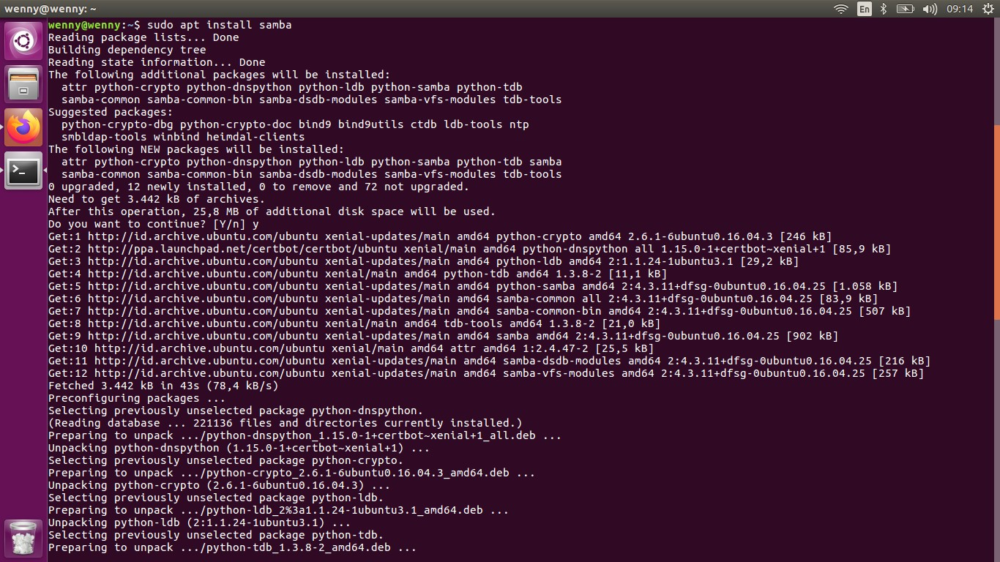 wenny@wenny: ~
En
09:14
wenny@wenny:~$ sudo apt install samba
Reading package lists... Done
Building dependency tree
Reading state information... Done
The following additional packages will be installed:
  attr python-crypto python-dnspython python-ldb python-samba python-tdb
  samba-common samba-common-bin samba-dsdb-modules samba-vfs-modules tdb-tools
Suggested packages:
  python-crypto-dbg python-crypto-doc bind9 bind9utils ctdb ldb-tools ntp
  smbldap-tools winbind heimdal-clients
The following NEW packages will be installed:
  attr python-crypto python-dnspython python-ldb python-samba python-tdb samba
  samba-common samba-common-bin samba-dsdb-modules samba-vfs-modules tdb-tools
0 upgraded, 12 newly installed, 0 to remove and 72 not upgraded.
Need to get 3.442 kB of archives.
After this operation, 25,8 MB of additional disk space will be used.
Do you want to continue? [Y/n] y
Get:1 http://id.archive.ubuntu.com/ubuntu xenial-updates/main amd64 python-crypto amd64 2.6.1-6ubuntu0.16.04.3 [246 kB]
Get:2 http://ppa.launchpad.net/certbot/certbot/ubuntu xenial/main amd64 python-dnspython all 1.15.0-1+certbot~xenial+1 [85,9 kB]
Get:3 http://id.archive.ubuntu.com/ubuntu xenial-updates/main amd64 python-ldb amd64 2:1.1.24-1ubuntu3.1 [29,2 kB]
Get:4 http://id.archive.ubuntu.com/ubuntu xenial/main amd64 python-tdb amd64 1.3.8-2 [11,1 kB]
Get:5 http://id.archive.ubuntu.com/ubuntu xenial-updates/main amd64 python-samba amd64 2:4.3.11+dfsg-0ubuntu0.16.04.25 [1.058 kB]
Get:6 http://id.archive.ubuntu.com/ubuntu xenial-updates/main amd64 samba-common all 2:4.3.11+dfsg-0ubuntu0.16.04.25 [83,9 kB]
Get:7 http://id.archive.ubuntu.com/ubuntu xenial-updates/main amd64 samba-common-bin amd64 2:4.3.11+dfsg-0ubuntu0.16.04.25 [507 kB]
Get:8 http://id.archive.ubuntu.com/ubuntu xenial/main amd64 tdb-tools amd64 1.3.8-2 [21,0 kB]
Get:9 http://id.archive.ubuntu.com/ubuntu xenial-updates/main amd64 samba amd64 2:4.3.11+dfsg-0ubuntu0.16.04.25 [902 kB]
Get:10 http://id.archive.ubuntu.com/ubuntu xenial/main amd64 attr amd64 1:2.4.47-2 [25,5 kB]
Get:11 http://id.archive.ubuntu.com/ubuntu xenial-updates/main amd64 samba-dsdb-modules amd64 2:4.3.11+dfsg-0ubuntu0.16.04.25 [216 kB]
Get:12 http://id.archive.ubuntu.com/ubuntu xenial-updates/main amd64 samba-vfs-modules amd64 2:4.3.11+dfsg-0ubuntu0.16.04.25 [257 kB]
Fetched 3.442 kB in 43s (78,4 kB/s)
Preconfiguring packages ...
Selecting previously unselected package python-dnspython.
(Reading database ... 221136 files and directories currently installed.)
Preparing to unpack .../python-dnspython_1.15.0-1+certbot~xenial+1_all.deb ...
Unpacking python-dnspython (1.15.0-1+certbot~xenial+1) ...
Selecting previously unselected package python-crypto.
Preparing to unpack .../python-crypto_2.6.1-6ubuntu0.16.04.3_amd64.deb ...
Unpacking python-crypto (2.6.1-6ubuntu0.16.04.3) ...
Selecting previously unselected package python-ldb.
Preparing to unpack .../python-ldb_2%3a1.1.24-1ubuntu3.1_amd64.deb ...
Unpacking python-ldb (2:1.1.24-1ubuntu3.1) ...
Selecting previously unselected package python-tdb.
Preparing to unpack .../python-tdb_1.3.8-2_amd64.deb ...